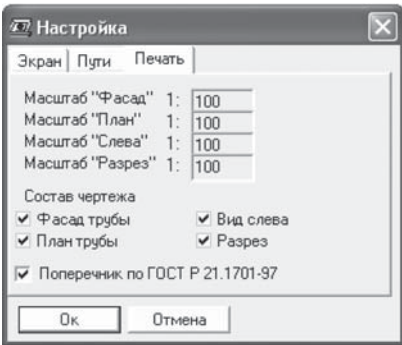 Настройка
Экран Пути Печать
Масштаб "Фасад" 1: 100
Масштаб "План" 1: 100
Масштаб "Слева" 1: 100
Масштаб "Разрез" 1: 100
Состав чертежа
Фасад трубы Вид слева
План трубы Разрез
Поперечник по ГОСТ Р 21.1701-97
Ок Отмена